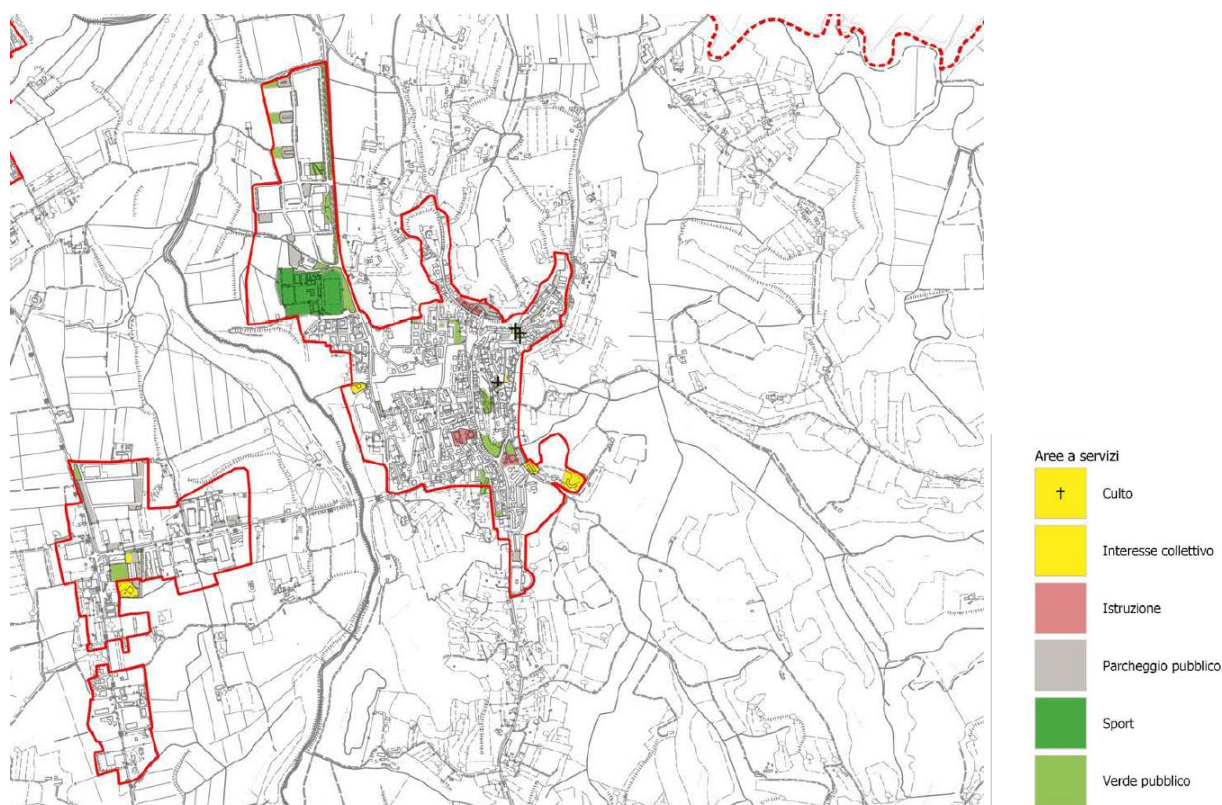 Aree a servizi
Culto
Interesse collettivo
Istruzione
Parcheggio pubblico
Sport
Verde pubblico